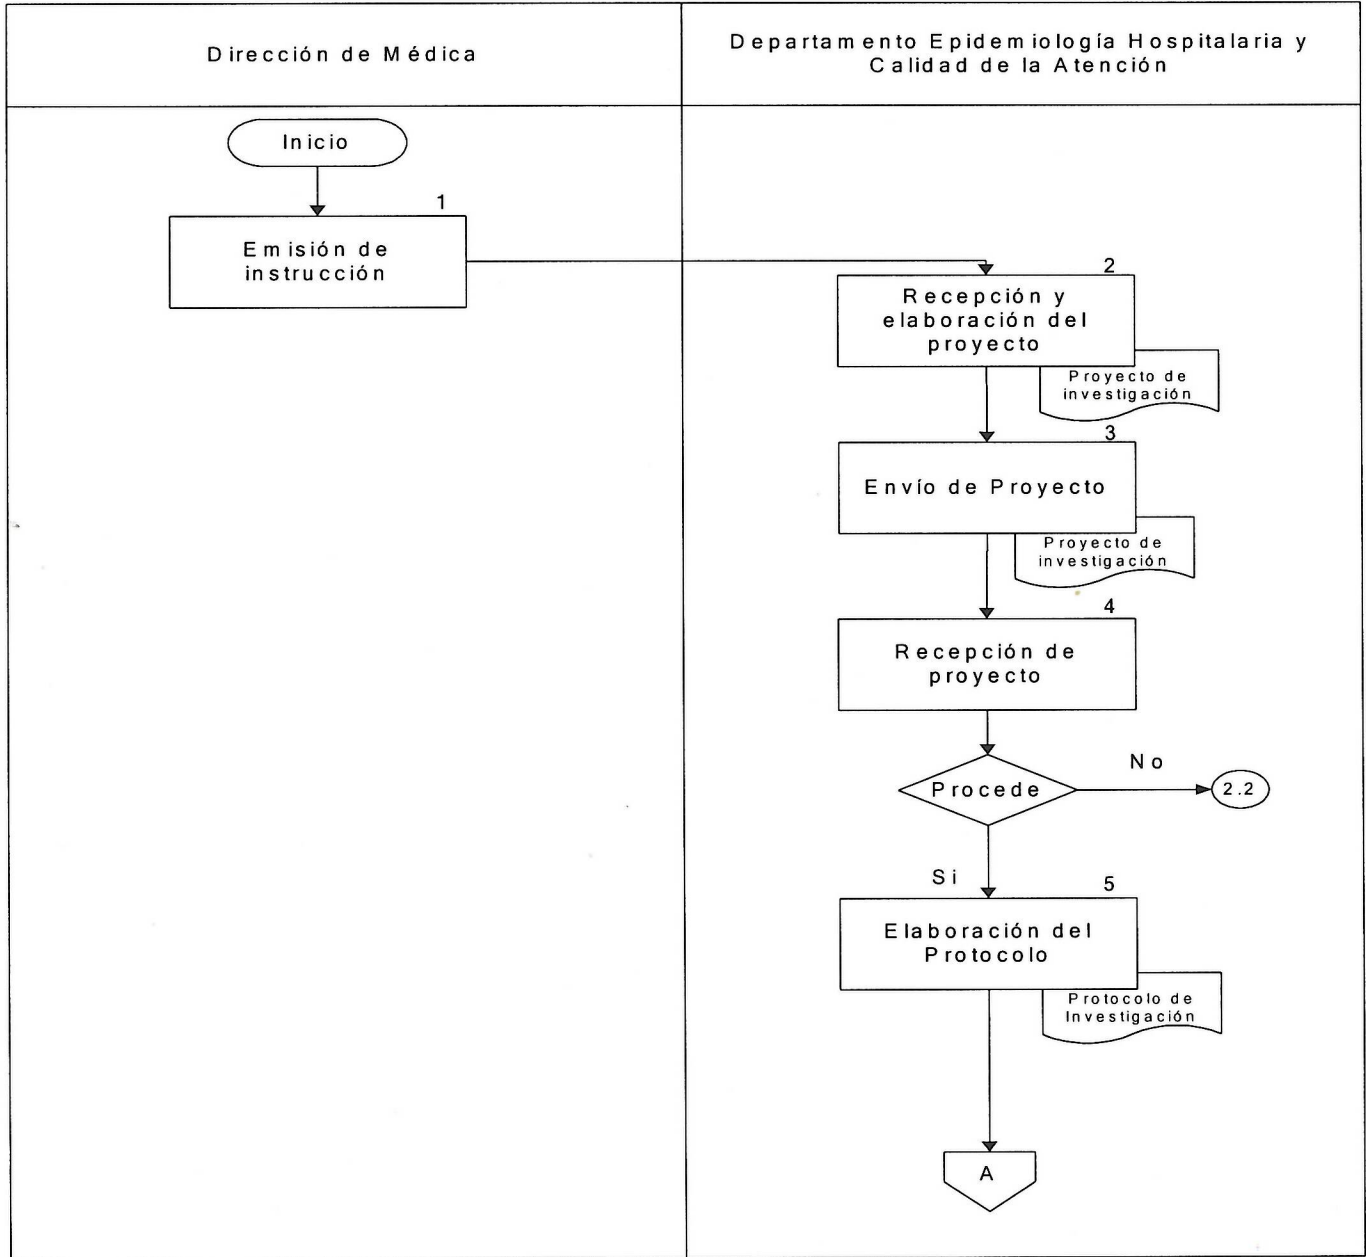 Dirección de Médica
Departamento Epidemiología Hospitalaria y
Calidad de la Atención
Inicio
1
Emisión de
instrucción
2
Recepción y
elaboración del
proyecto
Proyecto de
investigación
3
Envío de Proyecto
Proyecto de
investigación
4
Recepción de
proyecto
Procede
No
2.2
Si
5
Elaboración del
Protocolo
Protocolo de
Investigación
A